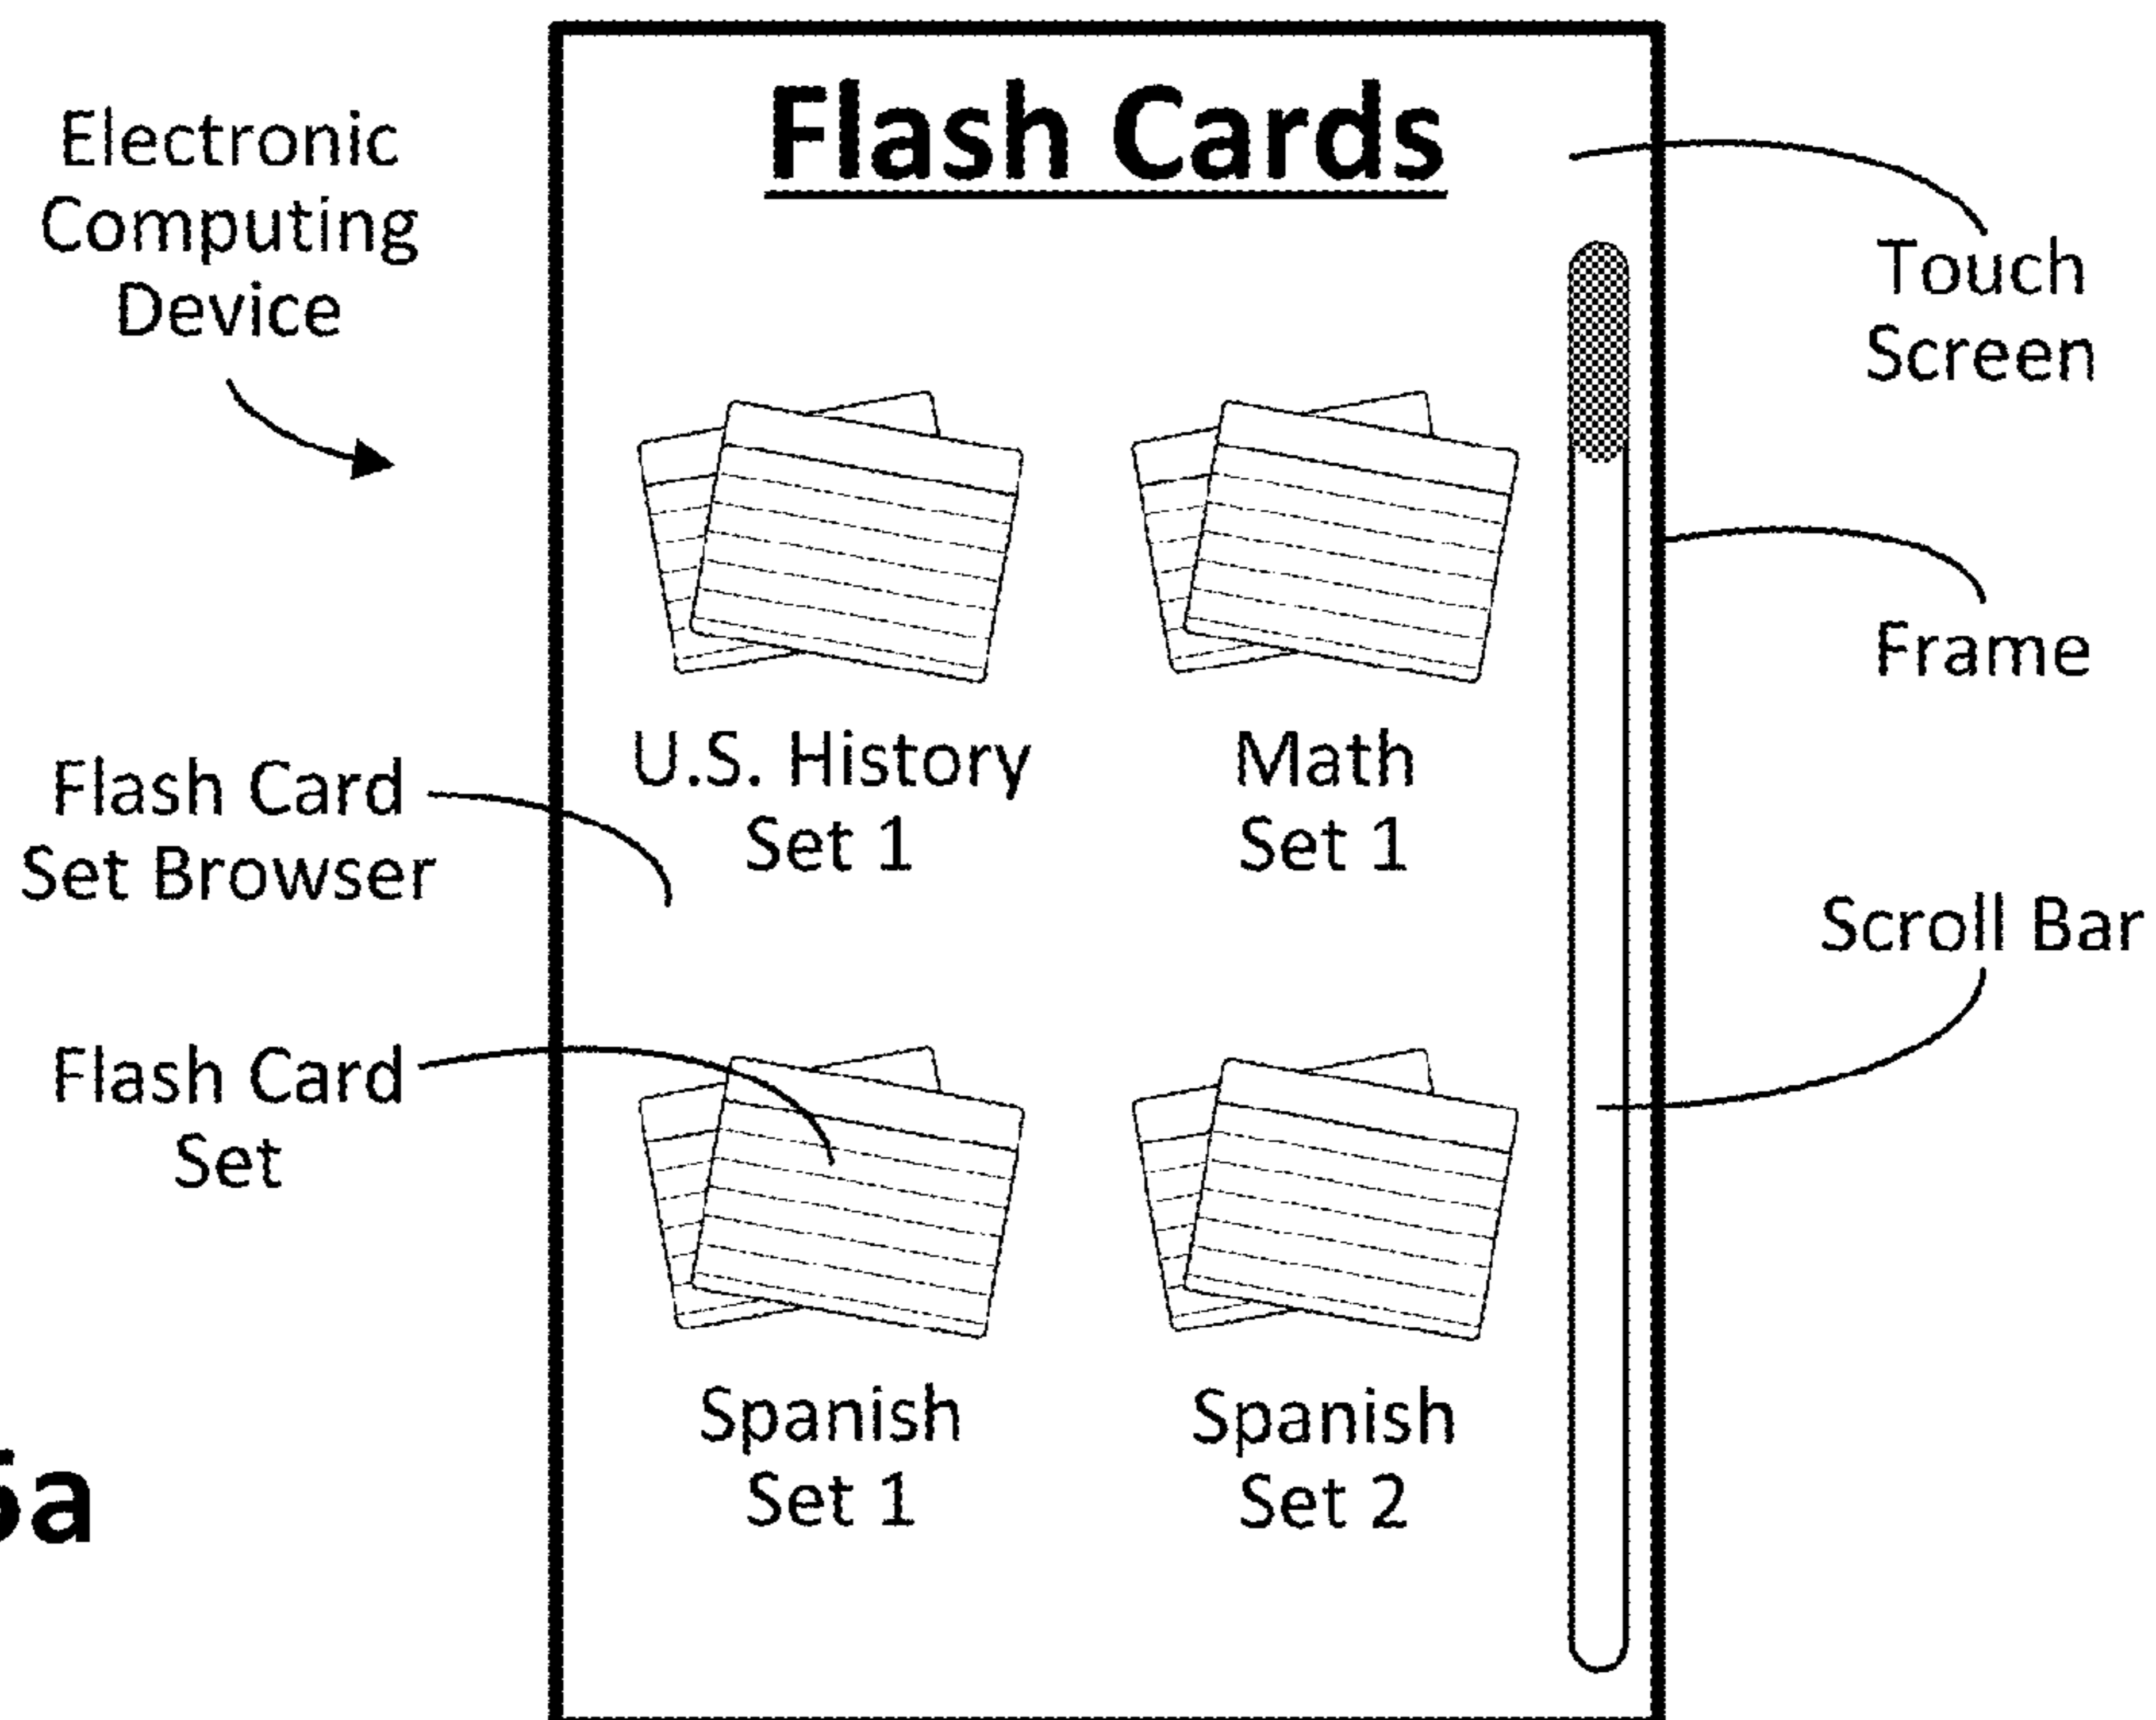 Flash Cards
Electronic
Computing
Device
Touch
Screen
Frame
U.S. History
Set 1
Math
Set 1
Flash Card
Set Browser
Scroll Bar
Flash Card
Set
Spanish
Set 1
Spanish
Set 2